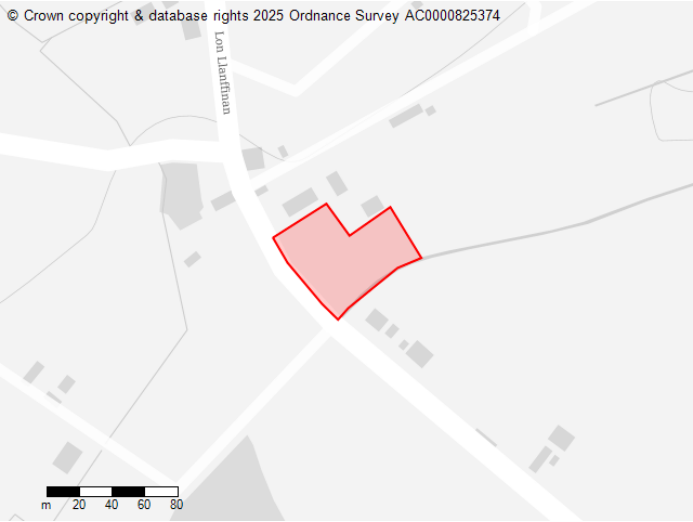 © Crown copyright & database rights 2025 Ordnance Survey AC0000825374
Lon Llanffinan
m 20 40 60 80